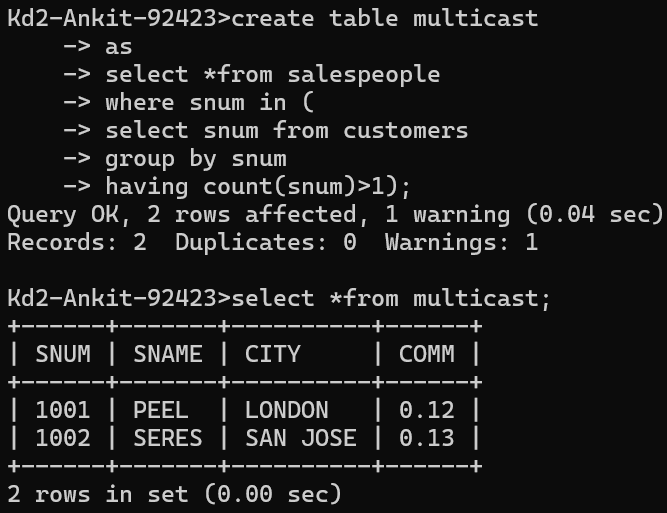 Kd2-Ankit-92423>create table multicast
    -> as
    -> select *from salespeople
    -> where snum in (
    -> select snum from customers
    -> group by snum
    -> having count(snum)>1);
Query OK, 2 rows affected, 1 warning (0.04 sec)
Records: 2  Duplicates: 0  Warnings: 1

Kd2-Ankit-92423>select *from multicast;
+------+-------+----------+------+
| SNUM | SNAME | CITY     | COMM |
+------+-------+----------+------+
| 1001 | PEEL  | LONDON   | 0.12 |
| 1002 | SERES | SAN JOSE | 0.13 |
+------+-------+----------+------+
2 rows in set (0.00 sec)